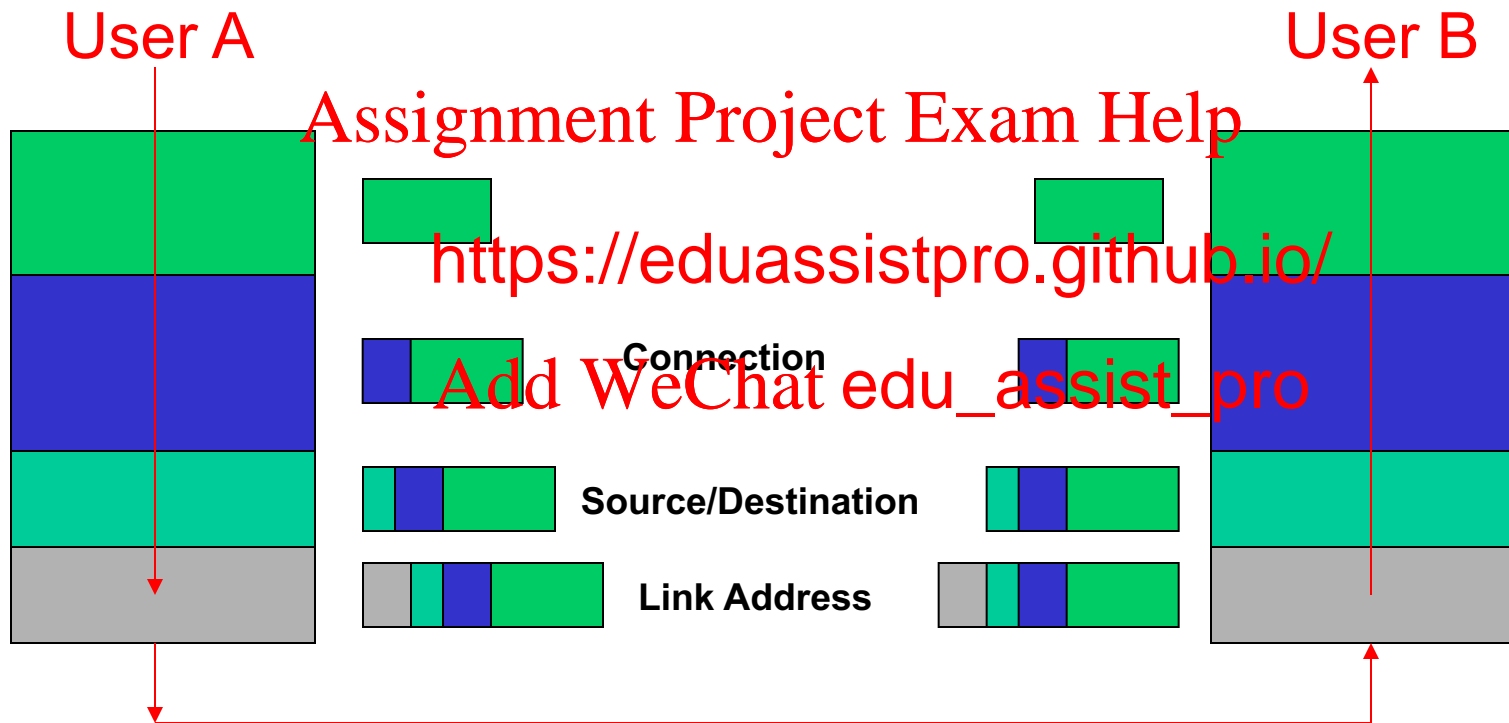 User A
User B
Assignment Project Exam Help
https://eduassistpro.github.io/
Connection
Add WeChat edu_assist_pro
Source/Destination
Link Address